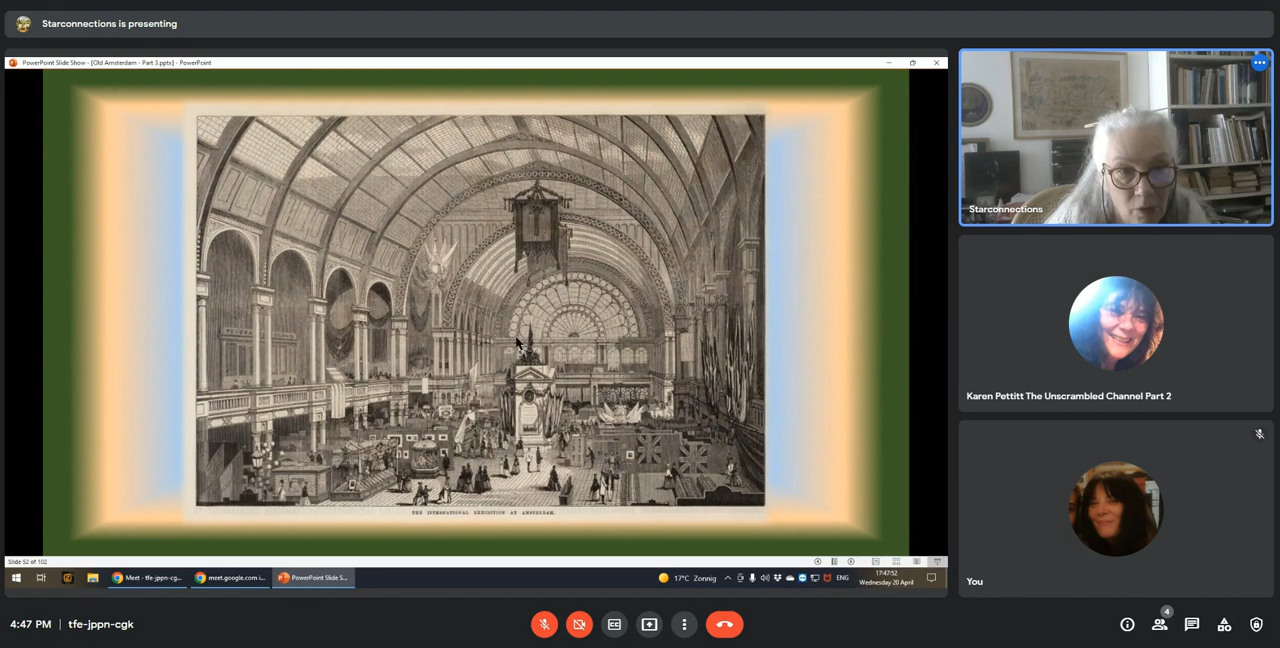 Starconnections is presenting
PowerPoint Slide Show - [Old Amsterdam - Part 3.pptx] - PowerPoint
THE INTERNATIONAL EXHIBITION AT AMSTERDAM.
Slide 52 of 102
Meet - tfe-jppn-cg...
meet.google.com i...
PowerPoint Slide S...
17°C Zonnig
ENG
17:47:52
Wednesday 20 April
Starconnections
Karen Pettitt The Unscrambled Channel Part 2
You
4:47 PM | tfe-jppn-cgk
4